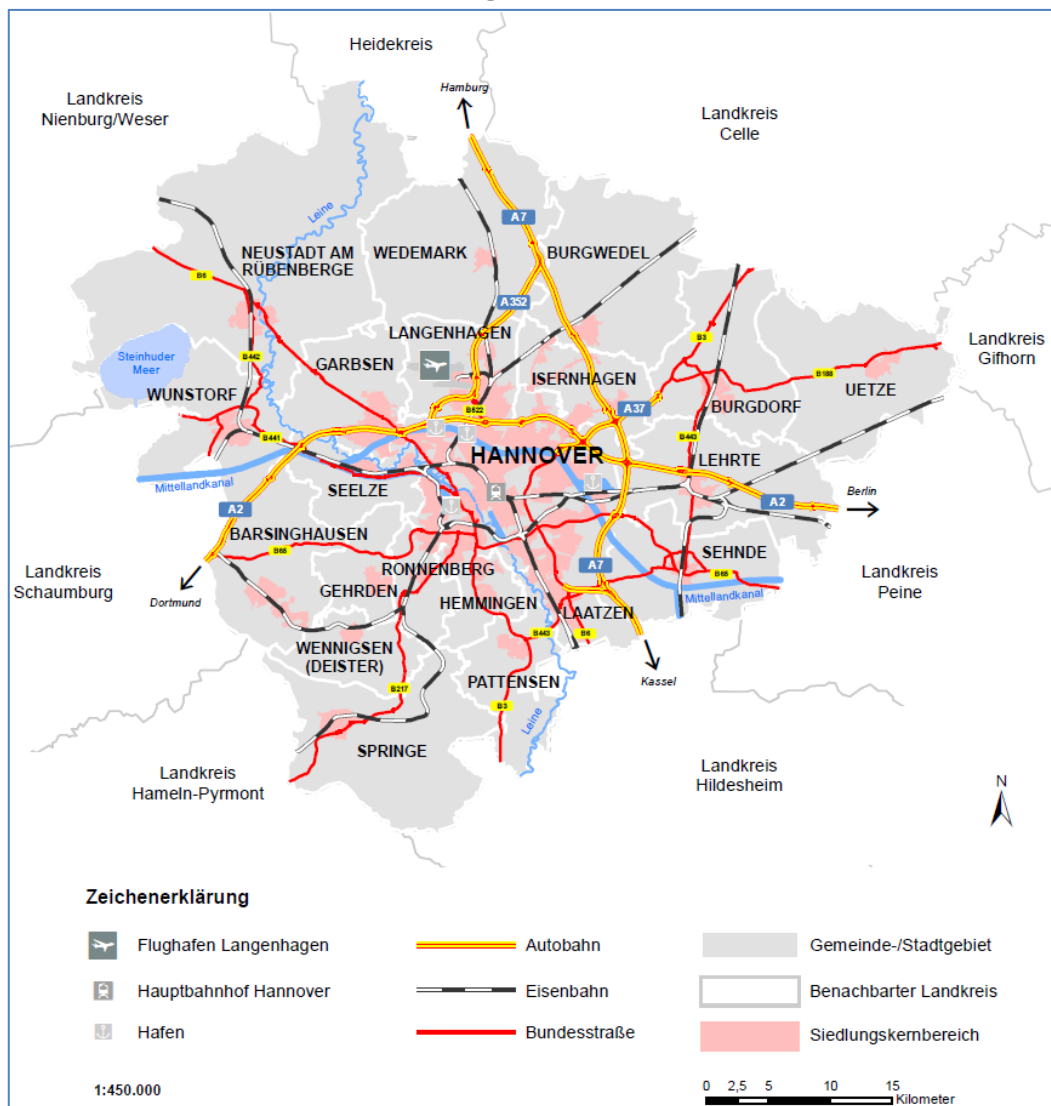 Heidekreis
Landkreis
Nienburg/Weser
Hamburg
Landkreis
Celle
A7
Leine
NEUSTADT AM
RÜBENBERGE
WEDEMARK
BURGWEDEL
B6
A352
LANGENHAGEN
B3
Landkreis
Gifhorn
Steinhuder
Meer
B442
GARBSEN
ISERNHAGEN
B188
UETZE
WUNSTORF
B522
A37
BURGDORF
B441
HANNOVER
B443
LEHRTE
Mittellandkanal
SEELZE
A2
A2
Berlin
BARSINGHAUSEN
B65
RONNENBERG
SEHNDE
Landkreis
Schaumburg
Dortmund
GEHRDEN
HEMMINGEN
A7
B65
Mittellandkanal
Landkreis
Peine
LAATZEN
WENNIGSEN
(DEISTER)
B443
B6
Kassel
B217
PATTENSEN
B3
Leine
SPRINGE
Landkreis
Hameln-Pyrmont
Landkreis
Hildesheim
N
Zeichenerklärung
Flughafen Langenhagen
Autobahn
Gemeinde-/Stadtgebiet
Hauptbahnhof Hannover
Eisenbahn
Benachbarter Landkreis
Hafen
Bundesstraße
Siedlungskernbereich
1:450.000
0 2,5 5 10 15
Kilometer